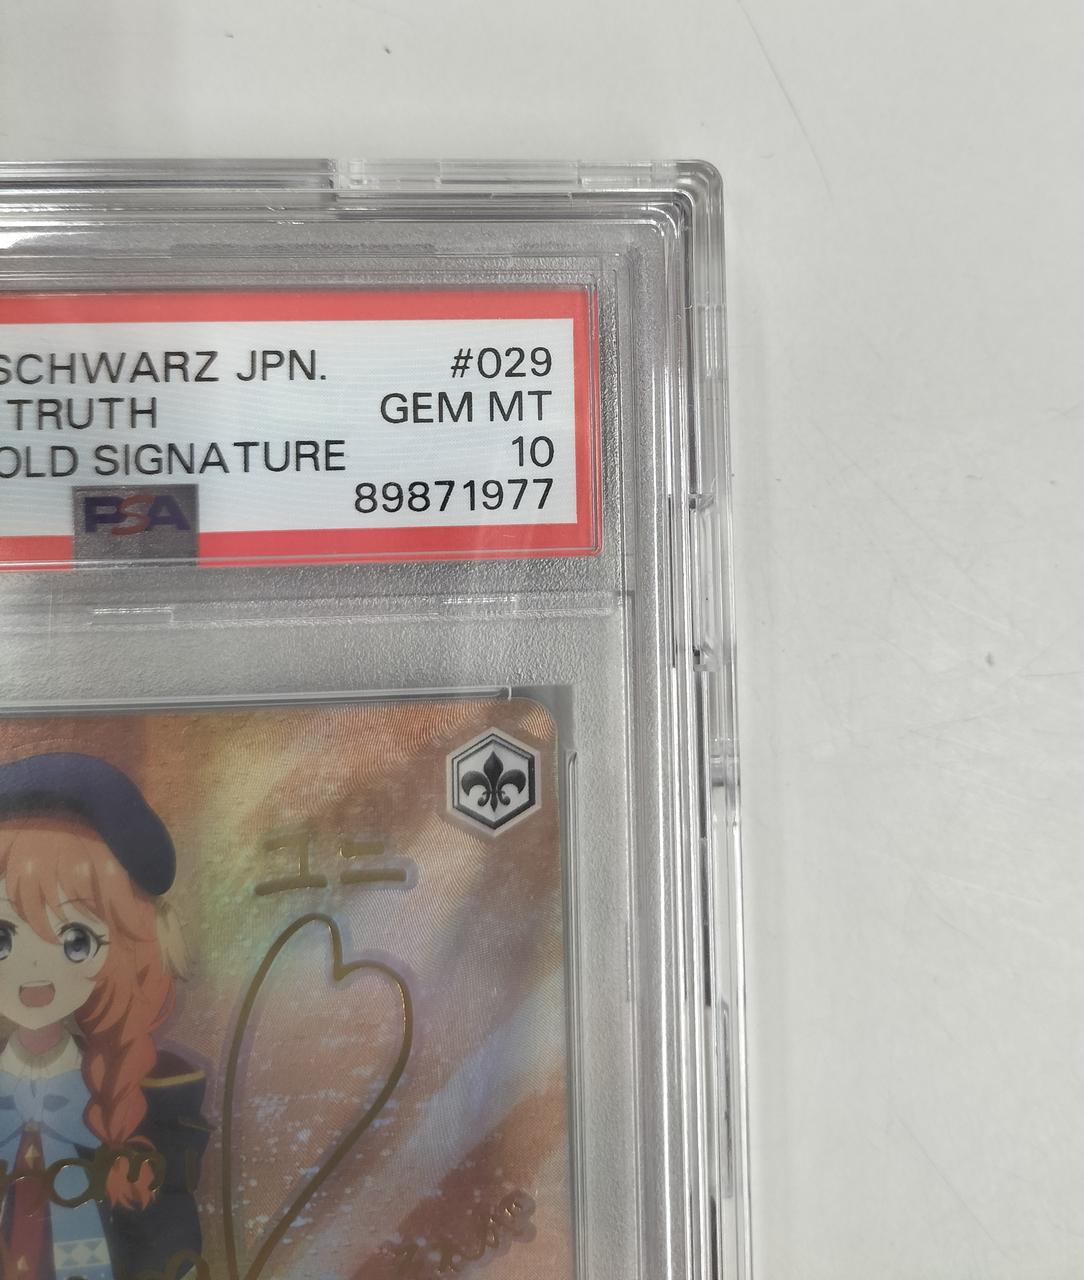 SCHWARZ JPN. #029
TRUTH GEM MT
OLD SIGNATURE 10
PSA 89871977
ユニ